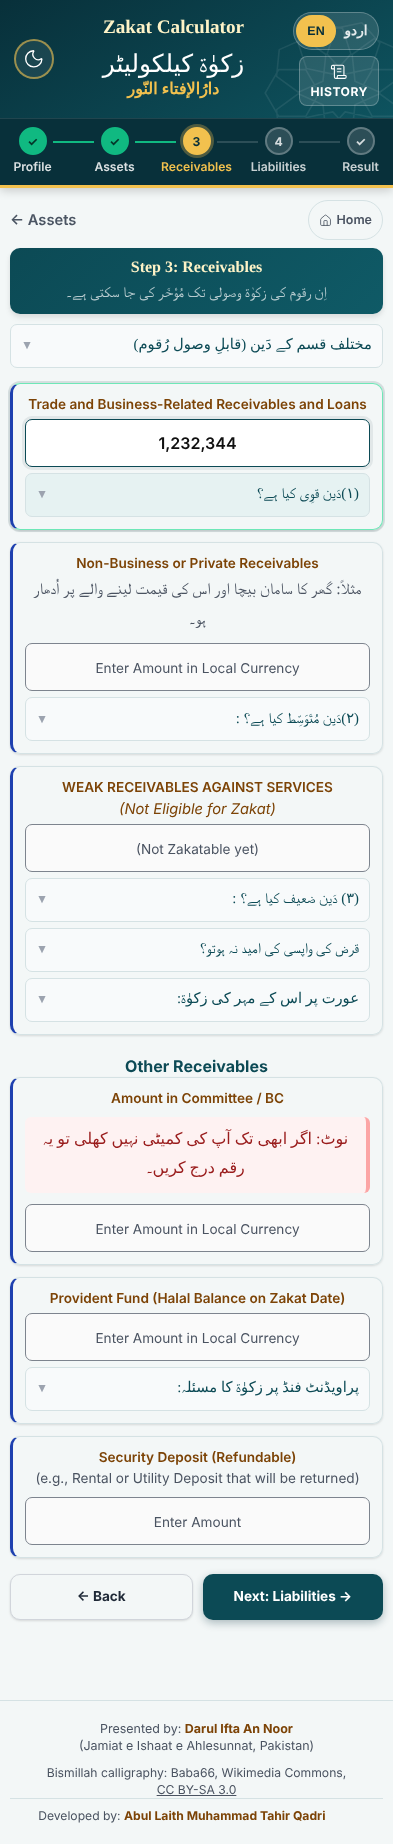 Zakat Calculator
زکوٰۃ کیلکولیٹر
دارُالإفتاء النّور
EN
اردو
HISTORY
✓
✓
3
4
✓
Profile
Assets
Receivables
Liabilities
Result
← Assets
Home
Step 3: Receivables
اِن رقوم کی زکوٰۃ وصولی تک مُؤخّر کی جا سکتی ہے۔
مختلف قسم کے دَین (قابلِ وصول رُقوم)
Trade and Business-Related Receivables and Loans
1,232,344
(۱)دَین قوِی کیا ہے؟
Non-Business or Private Receivables
مثلاً: گھر کا سامان بیچا اور اس کی قیمت لینے والے پر اُدھار
ہو۔
Enter Amount in Local Currency
(۲)دَین مُتَوَسِّط کیا ہے؟ :
WEAK RECEIVABLES AGAINST SERVICES
(Not Eligible for Zakat)
(Not Zakatable yet)
(۳) دَین ضعیف کیا ہے؟ :
قرض کی واپسی کی امید نہ ہوتو؟
عورت پر اس کے مہر کی زکوٰۃ:
Other Receivables
Amount in Committee / BC
نوٹ: اگر ابھی تک آپ کی کمیٹی نہیں کھلی تو یہ
رقم درج کریں۔
Enter Amount in Local Currency
Provident Fund (Halal Balance on Zakat Date)
Enter Amount in Local Currency
پراویڈنٹ فنڈ پر زکوٰۃ کا مسئلہ:
Security Deposit (Refundable)
(e.g., Rental or Utility Deposit that will be returned)
Enter Amount
← Back
Next: Liabilities →
Presented by: Darul Ifta An Noor
(Jamiat e Ishaat e Ahlesunnat, Pakistan)
Bismillah calligraphy: Baba66, Wikimedia Commons,
CC BY-SA 3.0
Developed by: Abul Laith Muhammad Tahir Qadri